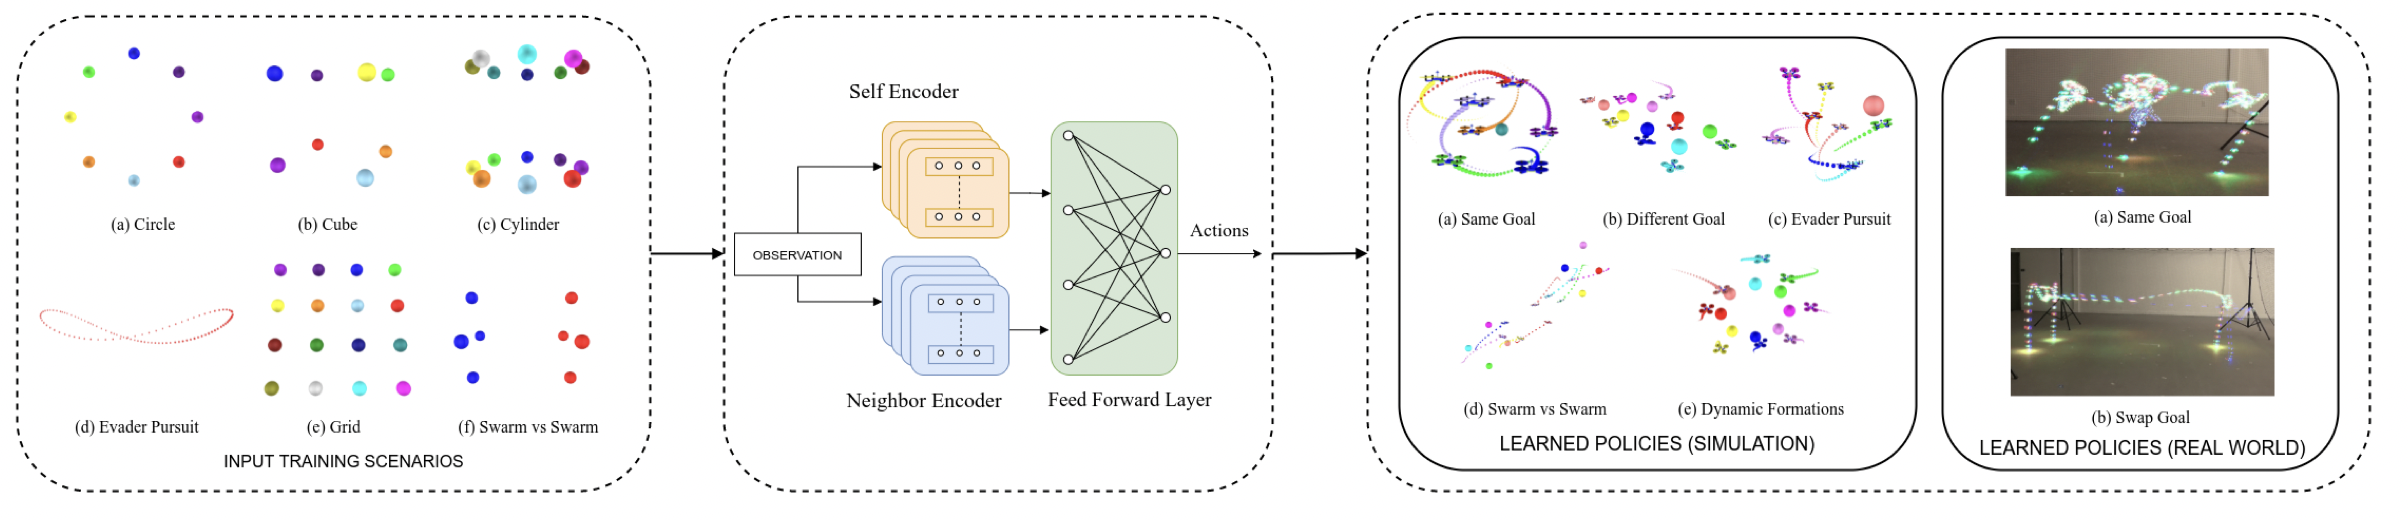 (a) Circle
(b) Cube
(c) Cylinder
(d) Evader Pursuit
(e) Grid
(f) Swarm vs Swarm
INPUT TRAINING SCENARIOS
Self Encoder
OBSERVATION
Neighbor Encoder
Feed Forward Layer
Actions
(a) Same Goal
(b) Different Goal
(c) Evader Pursuit
(d) Swarm vs Swarm
(e) Dynamic Formations
LEARNED POLICIES (SIMULATION)
(a) Same Goal
(b) Swap Goal
LEARNED POLICIES (REAL WORLD)